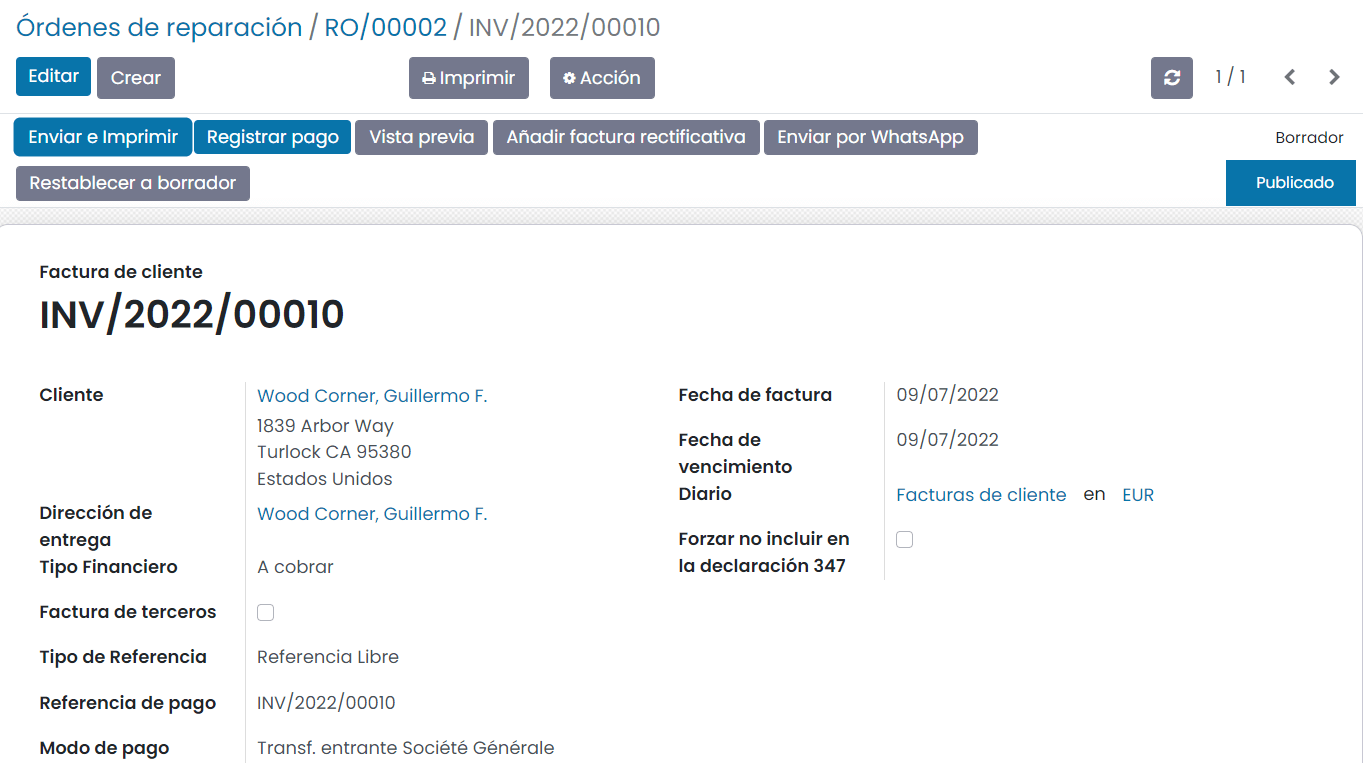 Órdenes de reparación / RO/00002 / INV/2022/00010
Editar Crear Imprimir Acción 1 / 1
Enviar e Imprimir Registrar pago Vista previa Añadir factura rectificativa Enviar por WhatsApp Borrador
Restablecer a borrador Publicado
Factura de cliente
INV/2022/00010
Cliente Wood Corner, Guillermo F.
1839 Arbor Way
Turlock CA 95380
Estados Unidos
Dirección de
entrega
Wood Corner, Guillermo F.
Tipo Financiero A cobrar
Factura de terceros
Tipo de Referencia Referencia Libre
Referencia de pago INV/2022/00010
Modo de pago Transf. entrante Société Générale
Fecha de factura 09/07/2022
Fecha de
vencimiento
09/07/2022
Diario Facturas de cliente en EUR
Forzar no incluir en
la declaración 347